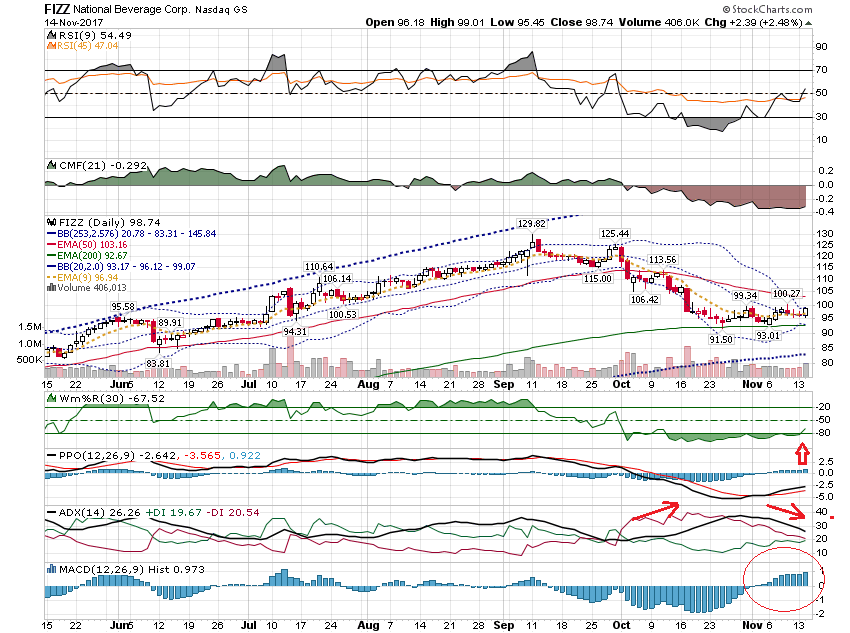 FIZZ National Beverage Corp. Nasdaq GS © StockCharts.com
14-Nov-2017 Open 96.18 High 99.01 Low 95.45 Close 98.74 Volume 406.0K Chg +2.39 (+2.48%)
RSI(9) 54.49
RSI(45) 47.04
90
70
50
30
10
CMF(21) -0.292
0.2
0.0
-0.2
-0.4
FIZZ (Daily) 98.74
BB(253,2.576) 20.78 - 83.31 - 145.84
EMA(50) 103.16
EMA(200) 92.67
BB(20,2.0) 93.17 - 96.12 - 99.07
EMA(9) 96.94
Volume 406,013
129.82
125.44
110.64
106.14
113.56
115.00
106.42
100.53
99.34
100.27
95.58
89.91
94.31
91.50
93.01
83.81
130
125
120
115
110
105
100
95
90
85
80
1.5M
1.0M
500K
15 22 Jun 5 12 19 26 Jul 10 17 24 Aug 7 14 21 28 Sep 11 18 25 Oct 9 16 23 Nov 6 13
Wm%R(30) -67.52
-20
-50
-80
PPO(12,26,9) -2.642, -3.565, 0.922
2.5
0.0
-2.5
-5.0
ADX(14) 26.26 +DI 19.67 -DI 20.54
40
30
20
10
MACD(12,26,9) Hist 0.973
1
0
-1
-2
15 22 Jun 5 12 19 26 Jul 10 17 24 Aug 7 14 21 28 Sep 11 18 25 Oct 9 16 23 Nov 6 13